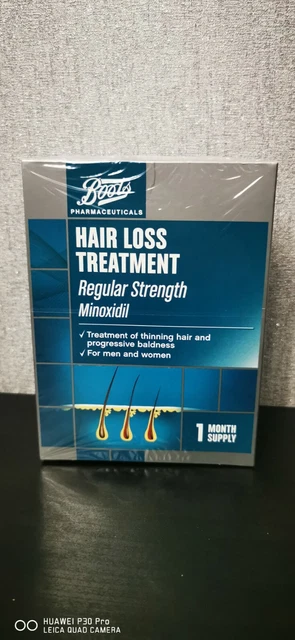 Boots
PHARMACEUTICALS
HAIR LOSS
TREATMENT
Regular Strength
Minoxidil
✓ Treatment of thinning hair and
progressive baldness
✓ For men and women
1 MONTH
SUPPLY
HUAWEI P30 Pro
LEICA QUAD CAMERA